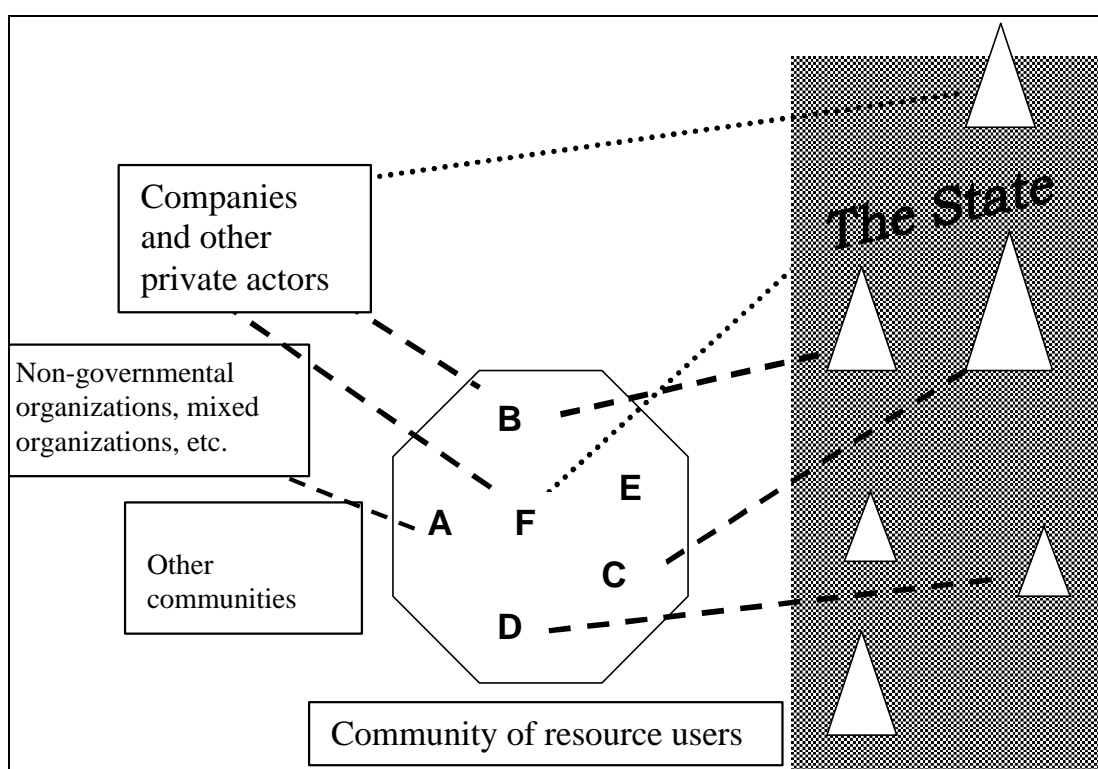 The State
Companies
and other
private actors
Non-governmental
organizations, mixed
organizations, etc.
B
E
A
F
C
Other
communities
D
Community of resource users